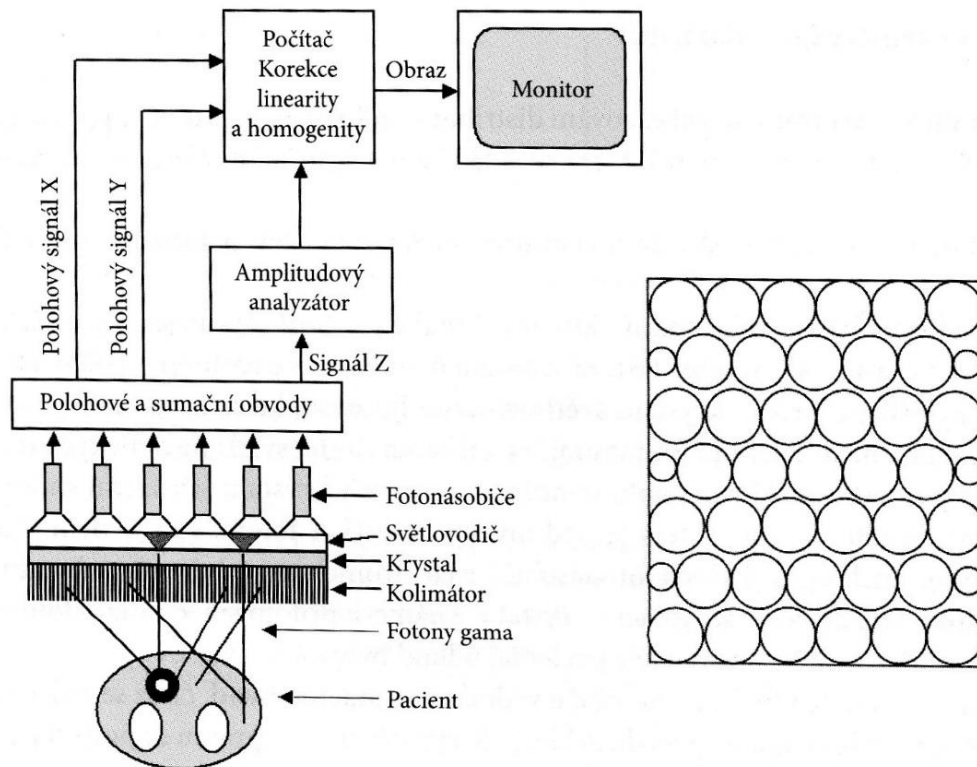 Počítač
Korekce
linearity
a homogenity
Obraz
Monitor
Polohový signál X
Polohový signál Y
Amplitudový
analyzátor
Signál Z
Polohové a sumační obvody
Fotonásobiče
Světlovodič
Krystal
Kolimátor
Fotony gama
Pacient